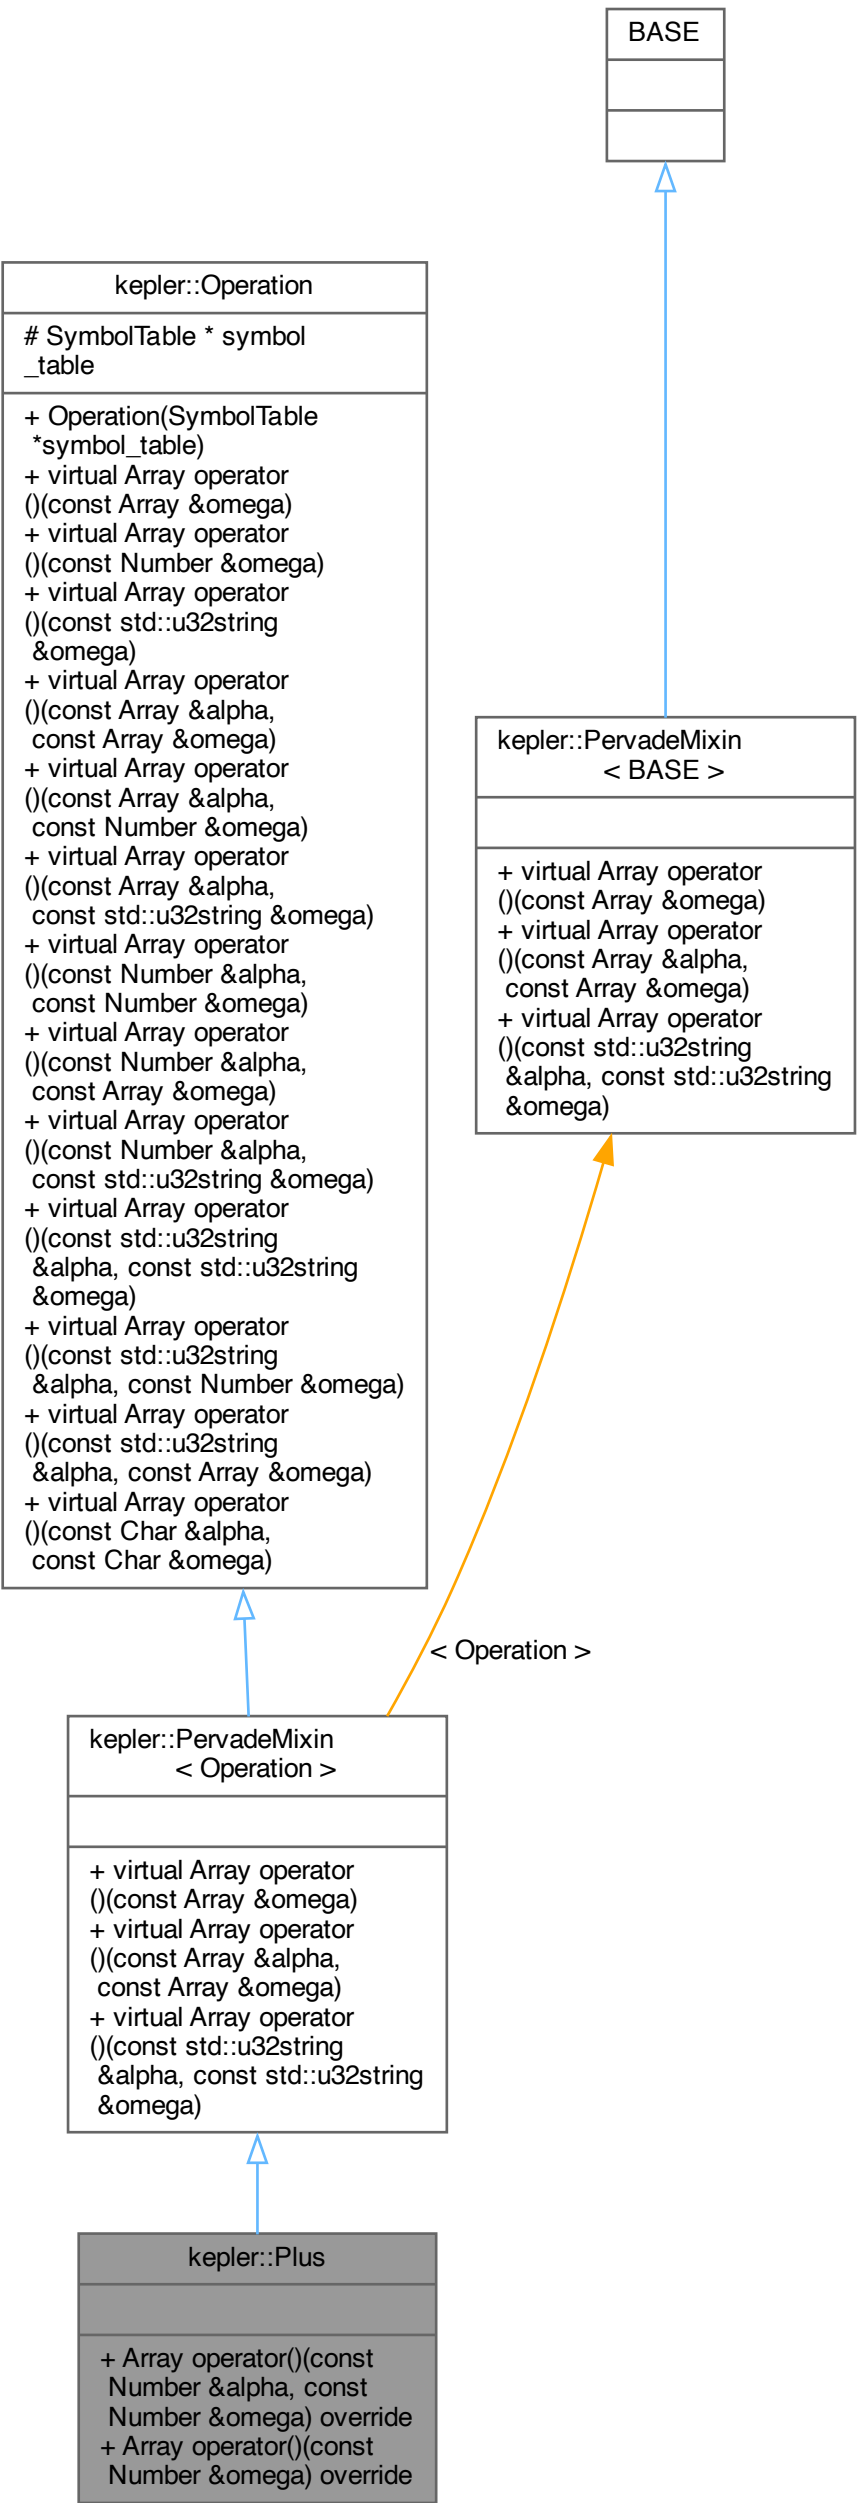 BASE
kepler::Operation
# SymbolTable * symbol
_table
+ Operation(SymbolTable
*symbol_table)
+ virtual Array operator
()(const Array &omega)
+ virtual Array operator
()(const Number &omega)
+ virtual Array operator
()(const std::u32string
&omega)
+ virtual Array operator
()(const Array &alpha,
const Array &omega)
+ virtual Array operator
()(const Array &alpha,
const Number &omega)
+ virtual Array operator
()(const Array &alpha,
const std::u32string &omega)
+ virtual Array operator
()(const Number &alpha,
const Number &omega)
+ virtual Array operator
()(const Number &alpha,
const Array &omega)
+ virtual Array operator
()(const Number &alpha,
const std::u32string &omega)
+ virtual Array operator
()(const std::u32string
&alpha, const std::u32string
&omega)
+ virtual Array operator
()(const std::u32string
&alpha, const Number &omega)
+ virtual Array operator
()(const std::u32string
&alpha, const Array &omega)
+ virtual Array operator
()(const Char &alpha,
const Char &omega)
kepler::PervadeMixin
< BASE >
+ virtual Array operator
()(const Array &omega)
+ virtual Array operator
()(const Array &alpha,
const Array &omega)
+ virtual Array operator
()(const std::u32string
&alpha, const std::u32string
&omega)
< Operation >
kepler::PervadeMixin
< Operation >
+ virtual Array operator
()(const Array &omega)
+ virtual Array operator
()(const Array &alpha,
const Array &omega)
+ virtual Array operator
()(const std::u32string
&alpha, const std::u32string
&omega)
kepler::Plus
+ Array operator()(const
Number &alpha, const
Number &omega) override
+ Array operator()(const
Number &omega) override